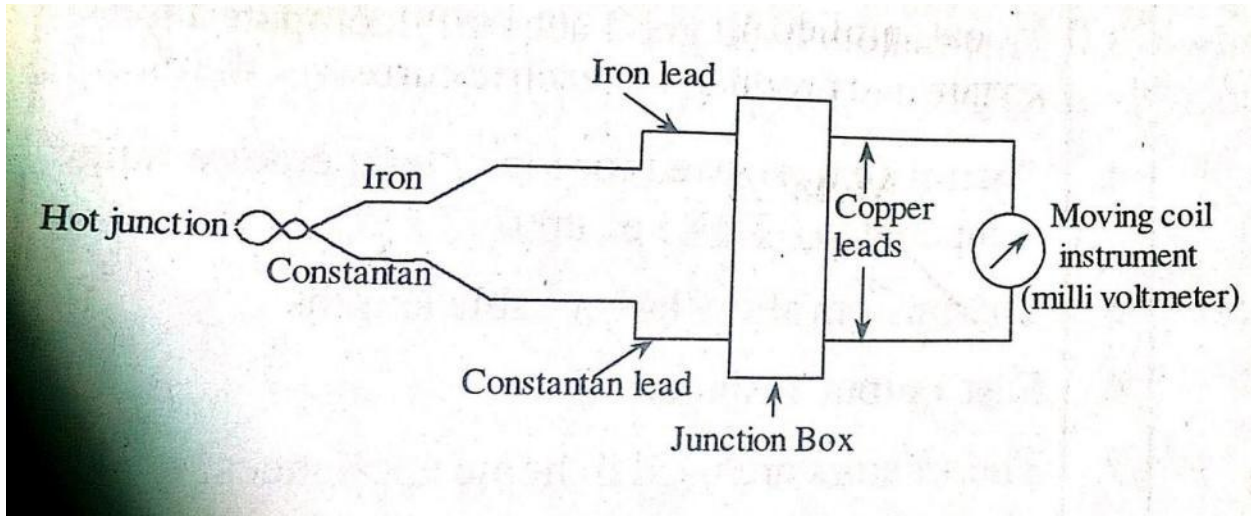 Iron lead
Iron
Hot junction
Constantan
Copper
leads
Moving coil
instrument
(milli voltmeter)
Constantan lead
Junction Box